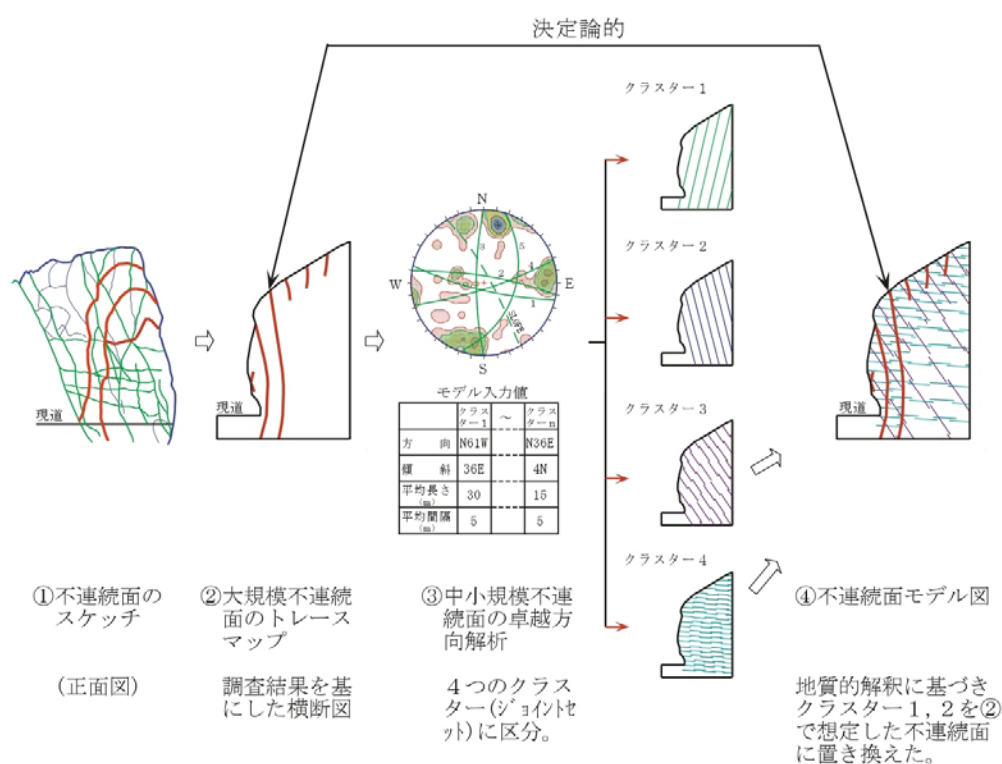 決定論的
クラスター1
クラスター2
クラスター3
クラスター4
現道
現道
現道
N
W
E
S
3
5
4
2
1
4
SLOPE
モデル入力値
クラスター1
～
クラスターn
方 向
N61W
N36E
傾 斜
36E
4N
平均長さ
(m)
30
15
平均間隔
(m)
5
5
①不連続面の
スケッチ
(正面図)
②大規模不連続
面のトレース
マップ
調査結果を基
にした横断図
③中小規模不連
続面の卓越方
向解析
4つのクラス
ター(ｼﾞｮｲﾝﾄｾ
ｯﾄ)に区分。
④不連続面モデル図
地質的解釈に基づき
クラスター1,2を②
で想定した不連続面
に置き換えた。